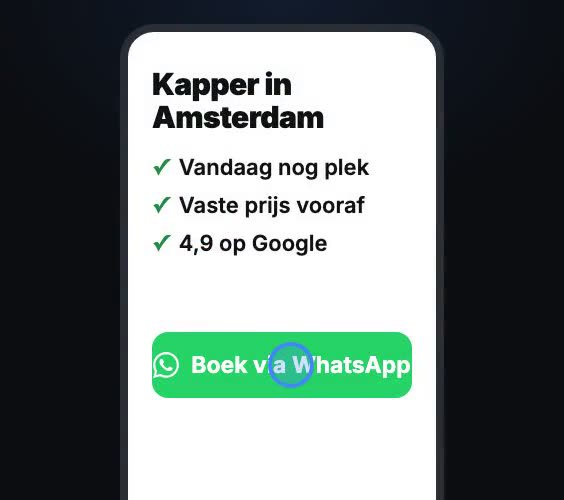 Kapper in
Amsterdam
✓ Vandaag nog plek
✓ Vaste prijs vooraf
✓ 4,9 op Google
Boek via WhatsApp